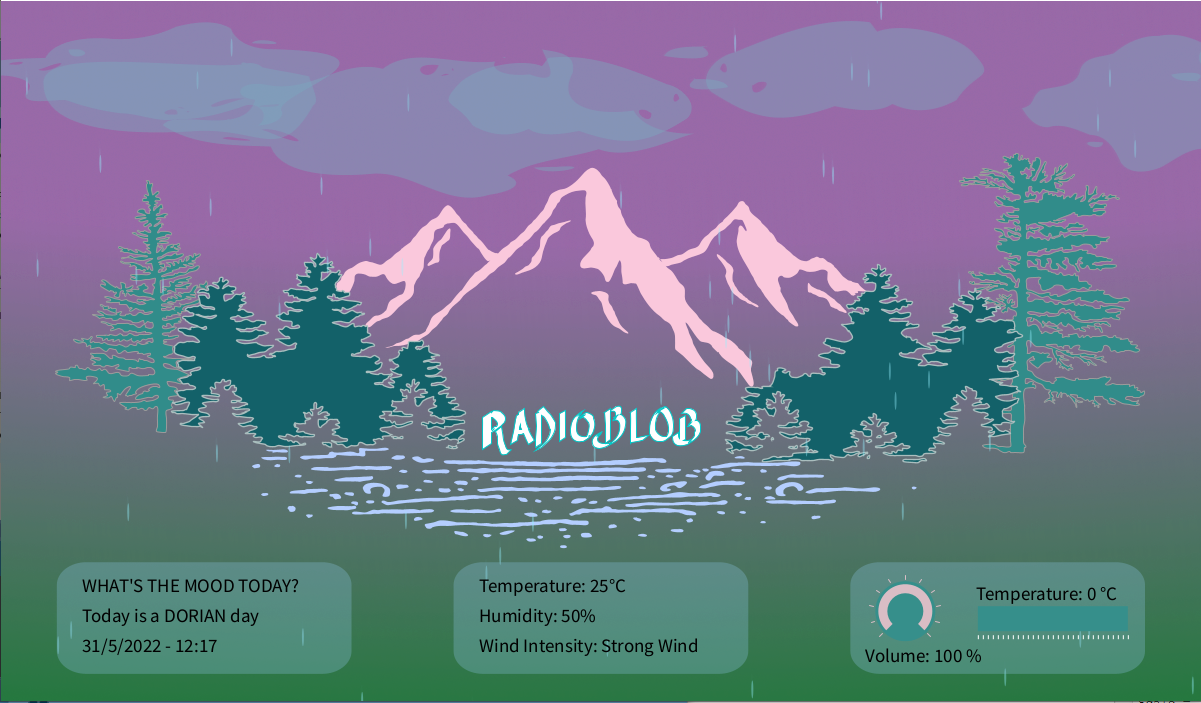 RADIOBLOB
WHAT'S THE MOOD TODAY?
Today is a DORIAN day
31/5/2022 - 12:17
Temperature: 25°C
Humidity: 50%
Wind Intensity: Strong Wind
Temperature: 0 °C
Volume: 100 %